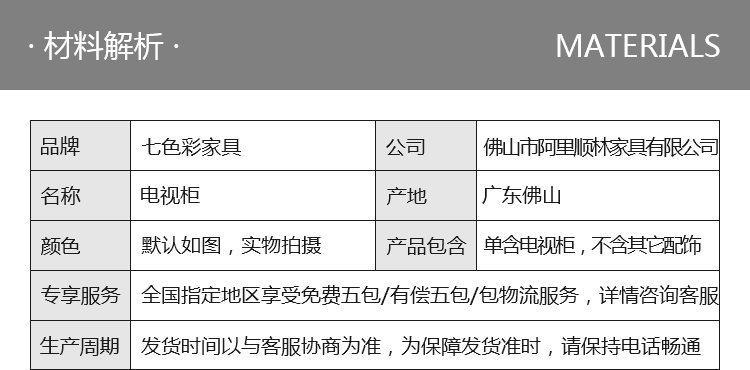 · 材料解析 · MATERIALS
品牌 七色彩家具 公司 佛山市阿里顺林家具有限公司
名称 电视柜 产地 广东佛山
颜色 默认如图，实物拍摄 产品包含 单含电视柜，不含其它配饰
专享服务 全国指定地区享受免费五包/有偿五包/包物流服务，详情咨询客服
生产周期 发货时间以与客服协商为准，为保障发货准时，请保持电话畅通